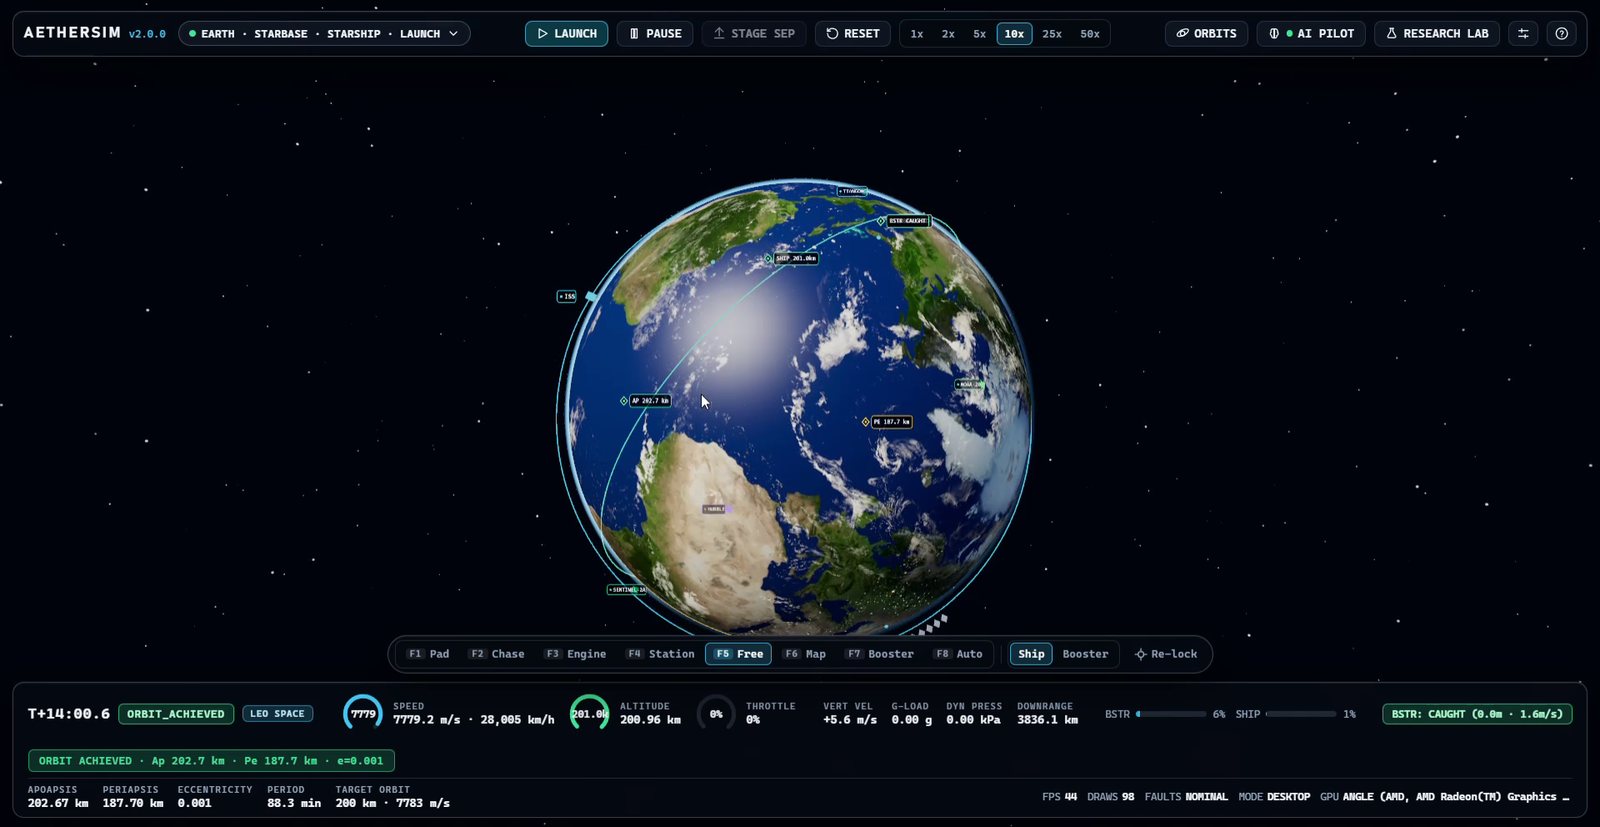 AETHERSIM v2.0.0
EARTH · STARBASE · STARSHIP · LAUNCH
LAUNCH
PAUSE
STAGE SEP
RESET
1x 2x 5x 10x 25x 50x
ORBITS
AI PILOT
RESEARCH LAB
BSTR CAUGHT
SHIP 201.0km
ISS
AP 202.7 km
PE 187.7 km
HUBBLE
SENTINEL-2A
F1 Pad F2 Chase F3 Engine F4 Station F5 Free F6 Map F7 Booster F8 Auto
Ship Booster Re-lock
T+14:00.6 ORBIT_ACHIEVED LEO SPACE
7779 SPEED
7779.2 m/s · 28,005 km/h
201.0k ALTITUDE
200.96 km
0% THROTTLE
0%
VERT VEL
+5.6 m/s
G-LOAD
0.00 g
DYN PRESS
0.00 kPa
DOWNRANGE
3836.1 km
BSTR 6% SHIP 1%
BSTR: CAUGHT (0.0m · 1.6m/s)
ORBIT ACHIEVED · Ap 202.7 km · Pe 187.7 km · e=0.001
APOAPSIS
202.67 km
PERIAPSIS
187.70 km
ECCENTRICITY
0.001
PERIOD
88.3 min
TARGET ORBIT
200 km · 7783 m/s
FPS 44 DRAWS 98 FAULTS NOMINAL MODE DESKTOP GPU ANGLE (AMD, AMD Radeon(TM) Graphics …